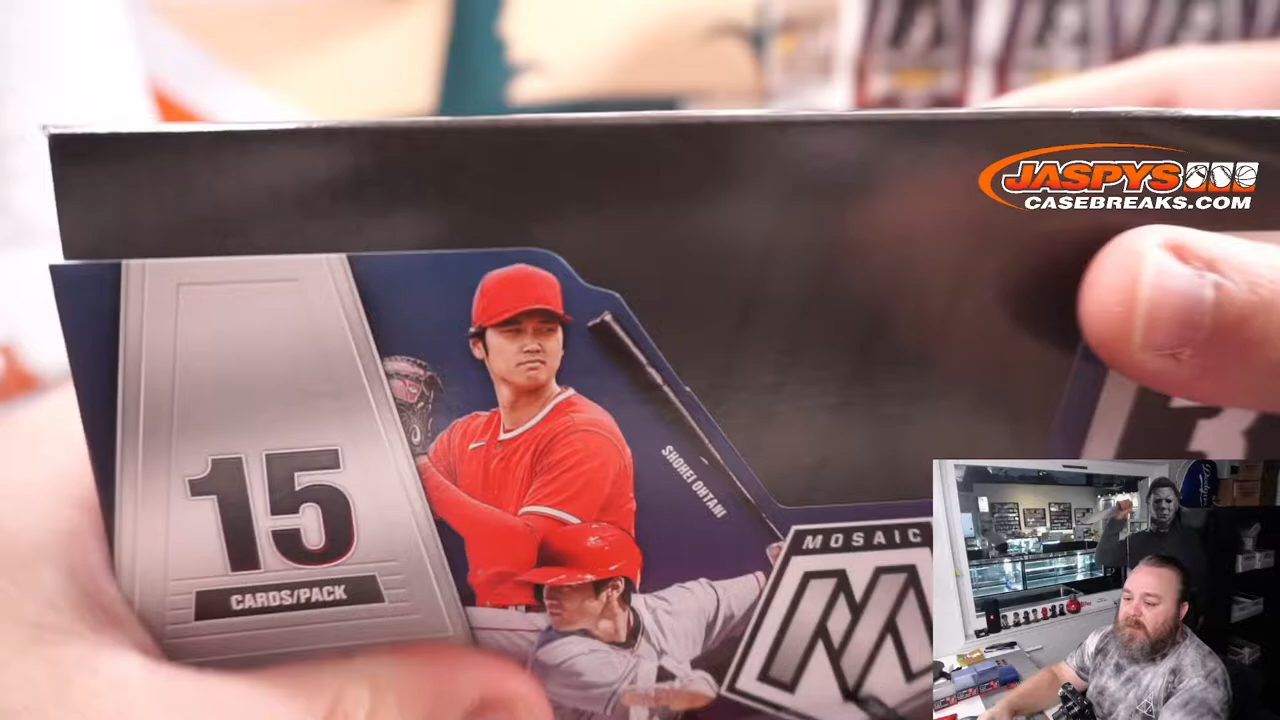 JASPYS
CASEBREAKS.COM
15
CARDS/PACK
SHOHEI OHTANI
MOSAIC
M